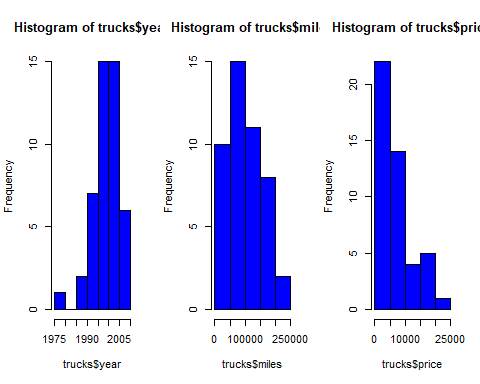 Histogram of trucks$yea
Frequency
0
5
10
15
1975
1990
2005
trucks$year
Histogram of trucks$mil
Frequency
0
5
10
15
0
100000
250000
trucks$miles
Histogram of trucks$pric
Frequency
0
5
10
15
20
0
10000
25000
trucks$price